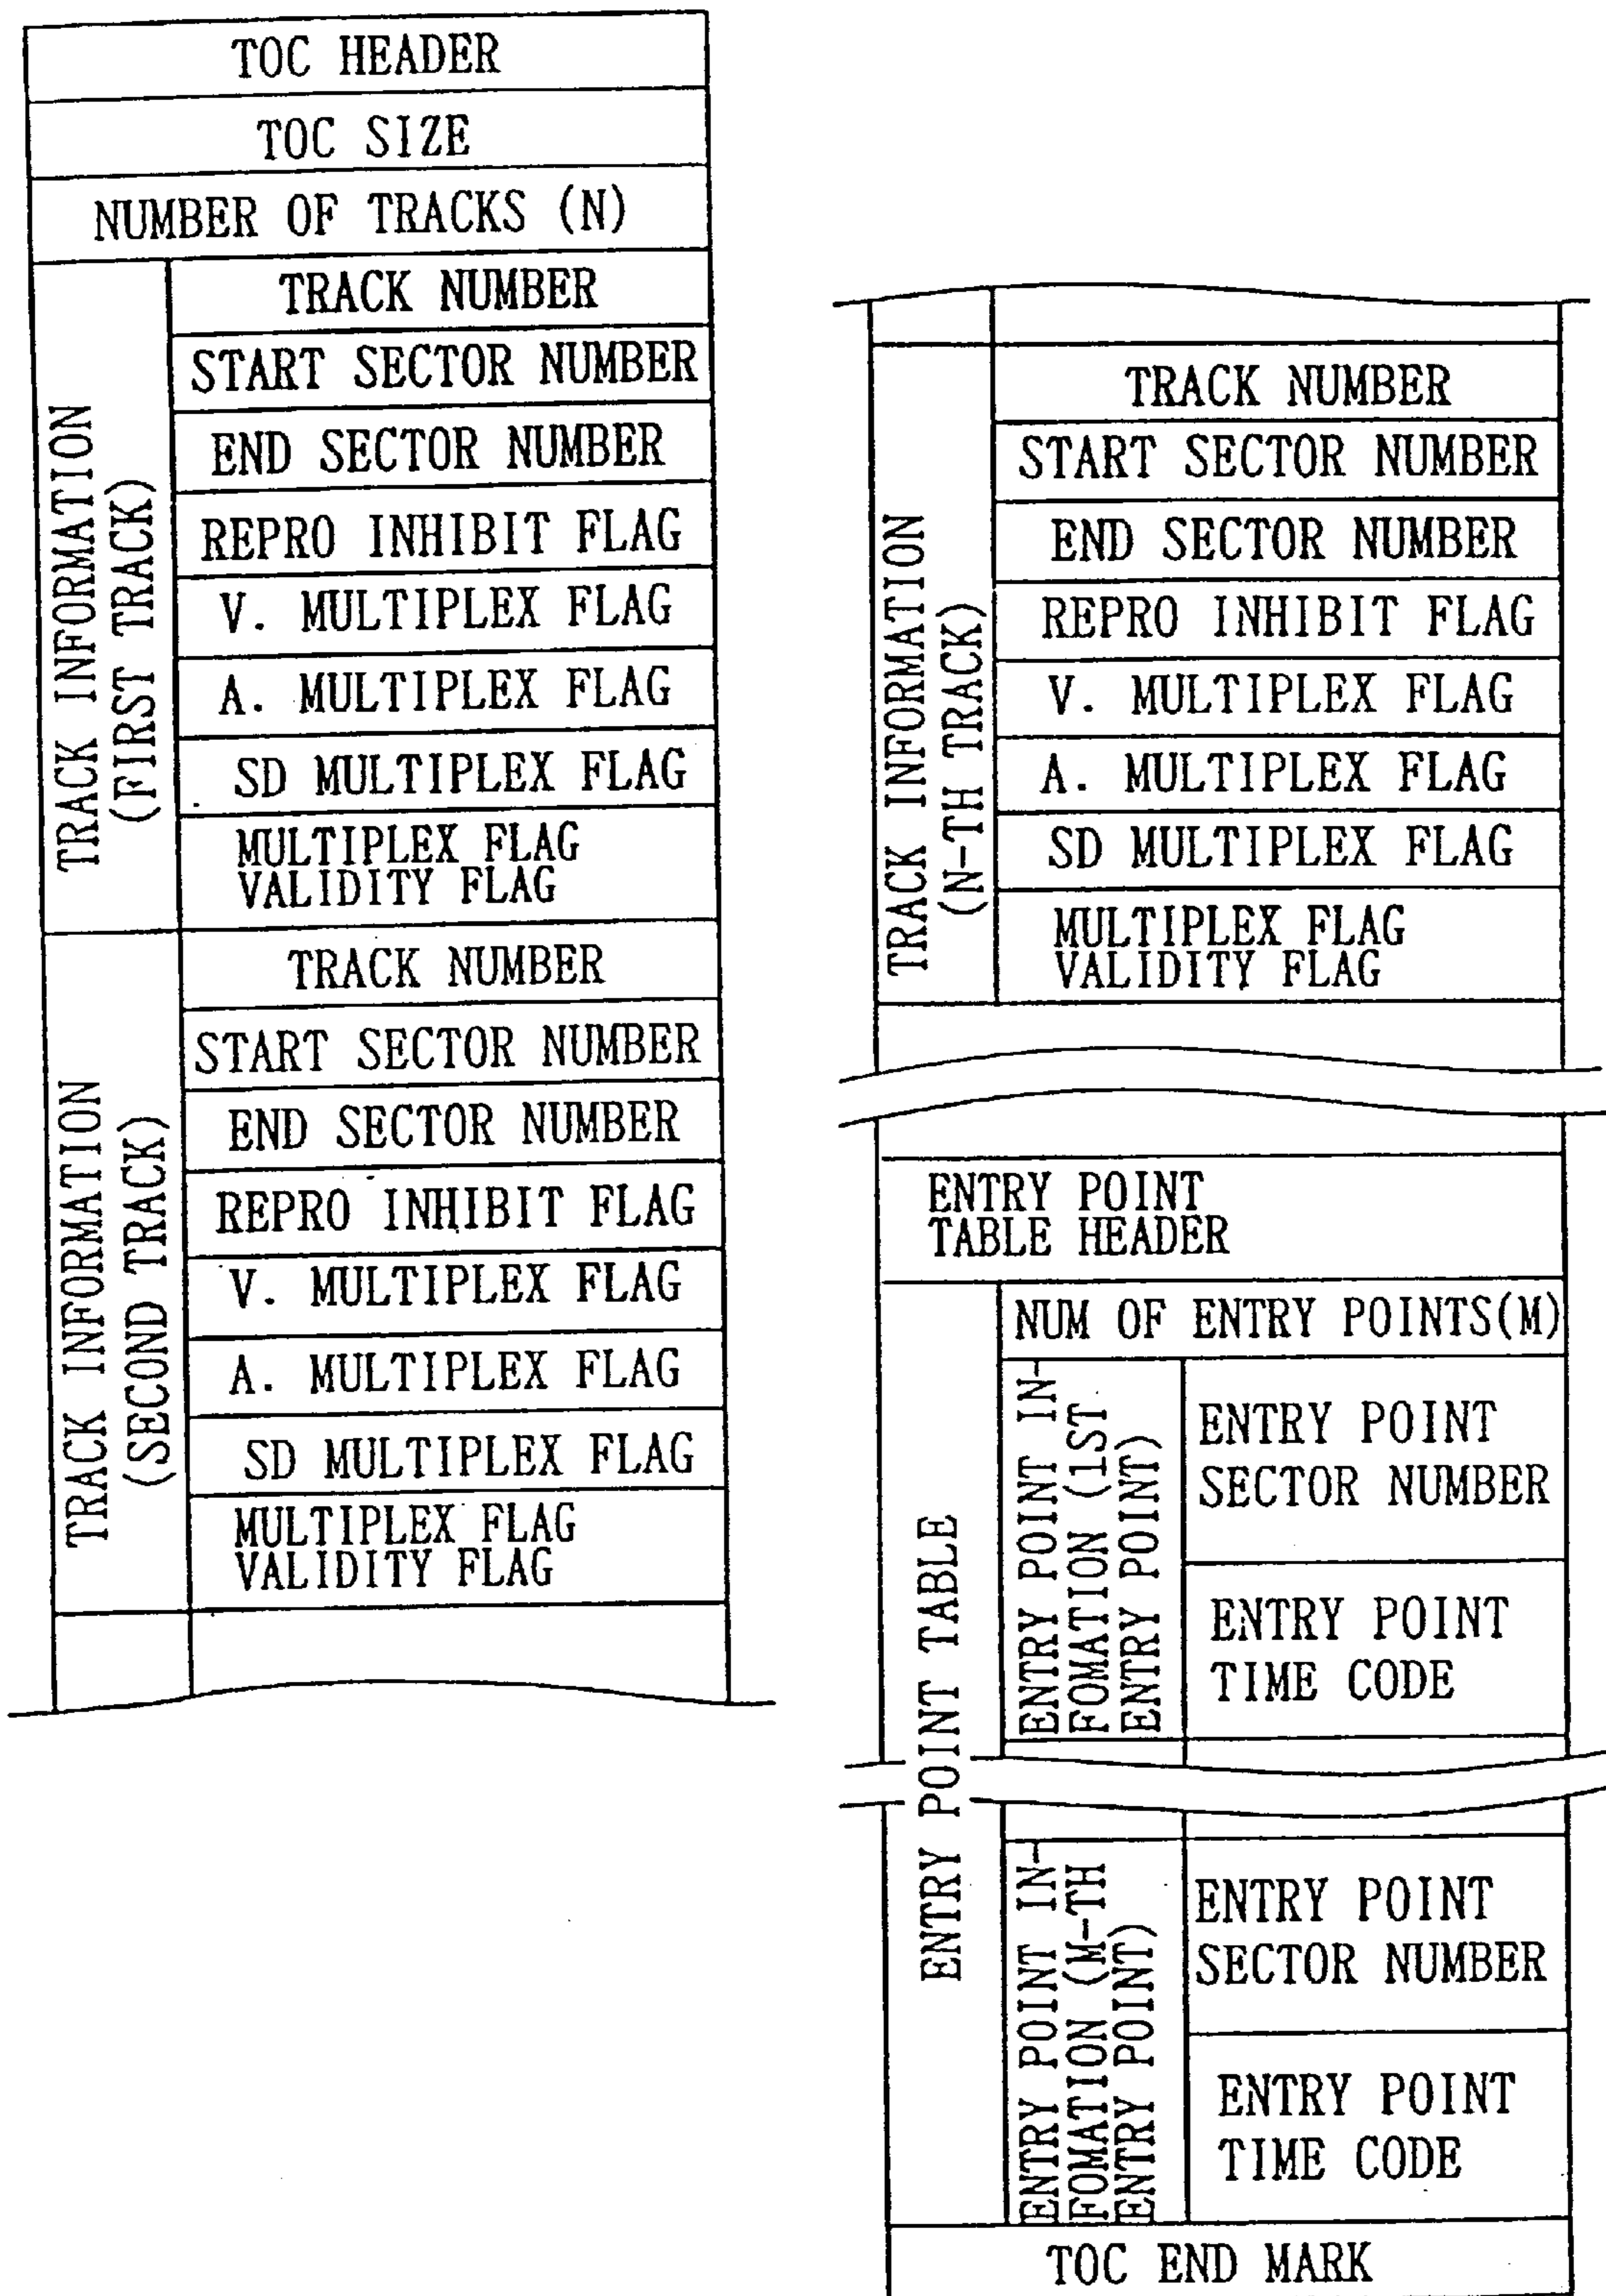 TOC HEADER
TOC SIZE
NUMBER OF TRACKS (N)
TRACK INFORMATION
(FIRST TRACK)
TRACK NUMBER
START SECTOR NUMBER
END SECTOR NUMBER
REPRO INHIBIT FLAG
V. MULTIPLEX FLAG
A. MULTIPLEX FLAG
SD MULTIPLEX FLAG
MULTIPLEX FLAG
VALIDITY FLAG
TRACK INFORMATION
(SECOND TRACK)
TRACK NUMBER
START SECTOR NUMBER
END SECTOR NUMBER
REPRO INHIBIT FLAG
V. MULTIPLEX FLAG
A. MULTIPLEX FLAG
SD MULTIPLEX FLAG
MULTIPLEX FLAG
VALIDITY FLAG
TRACK INFORMATION
(N-TH TRACK)
TRACK NUMBER
START SECTOR NUMBER
END SECTOR NUMBER
REPRO INHIBIT FLAG
V. MULTIPLEX FLAG
A. MULTIPLEX FLAG
SD MULTIPLEX FLAG
MULTIPLEX FLAG
VALIDITY FLAG
ENTRY POINT
TABLE HEADER
ENTRY POINT TABLE
NUM OF ENTRY POINTS(M)
ENTRY POINT IN-
FOMATION (1ST
ENTRY POINT)
ENTRY POINT
SECTOR NUMBER
ENTRY POINT
TIME CODE
ENTRY POINT IN-
FOMATION (M-TH
ENTRY POINT)
ENTRY POINT
SECTOR NUMBER
ENTRY POINT
TIME CODE
TOC END MARK